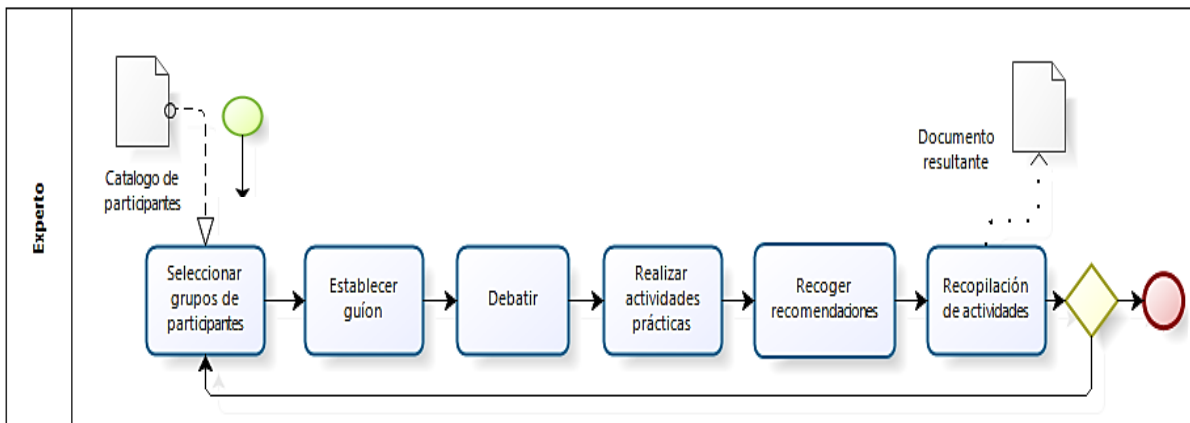 Experto
Catalogo de
participantes
Documento
resultante
Seleccionar
grupos de
participantes
Establecer
guíon
Debatir
Realizar
actividades
prácticas
Recoger
recomendaciones
Recopilación
de actividades